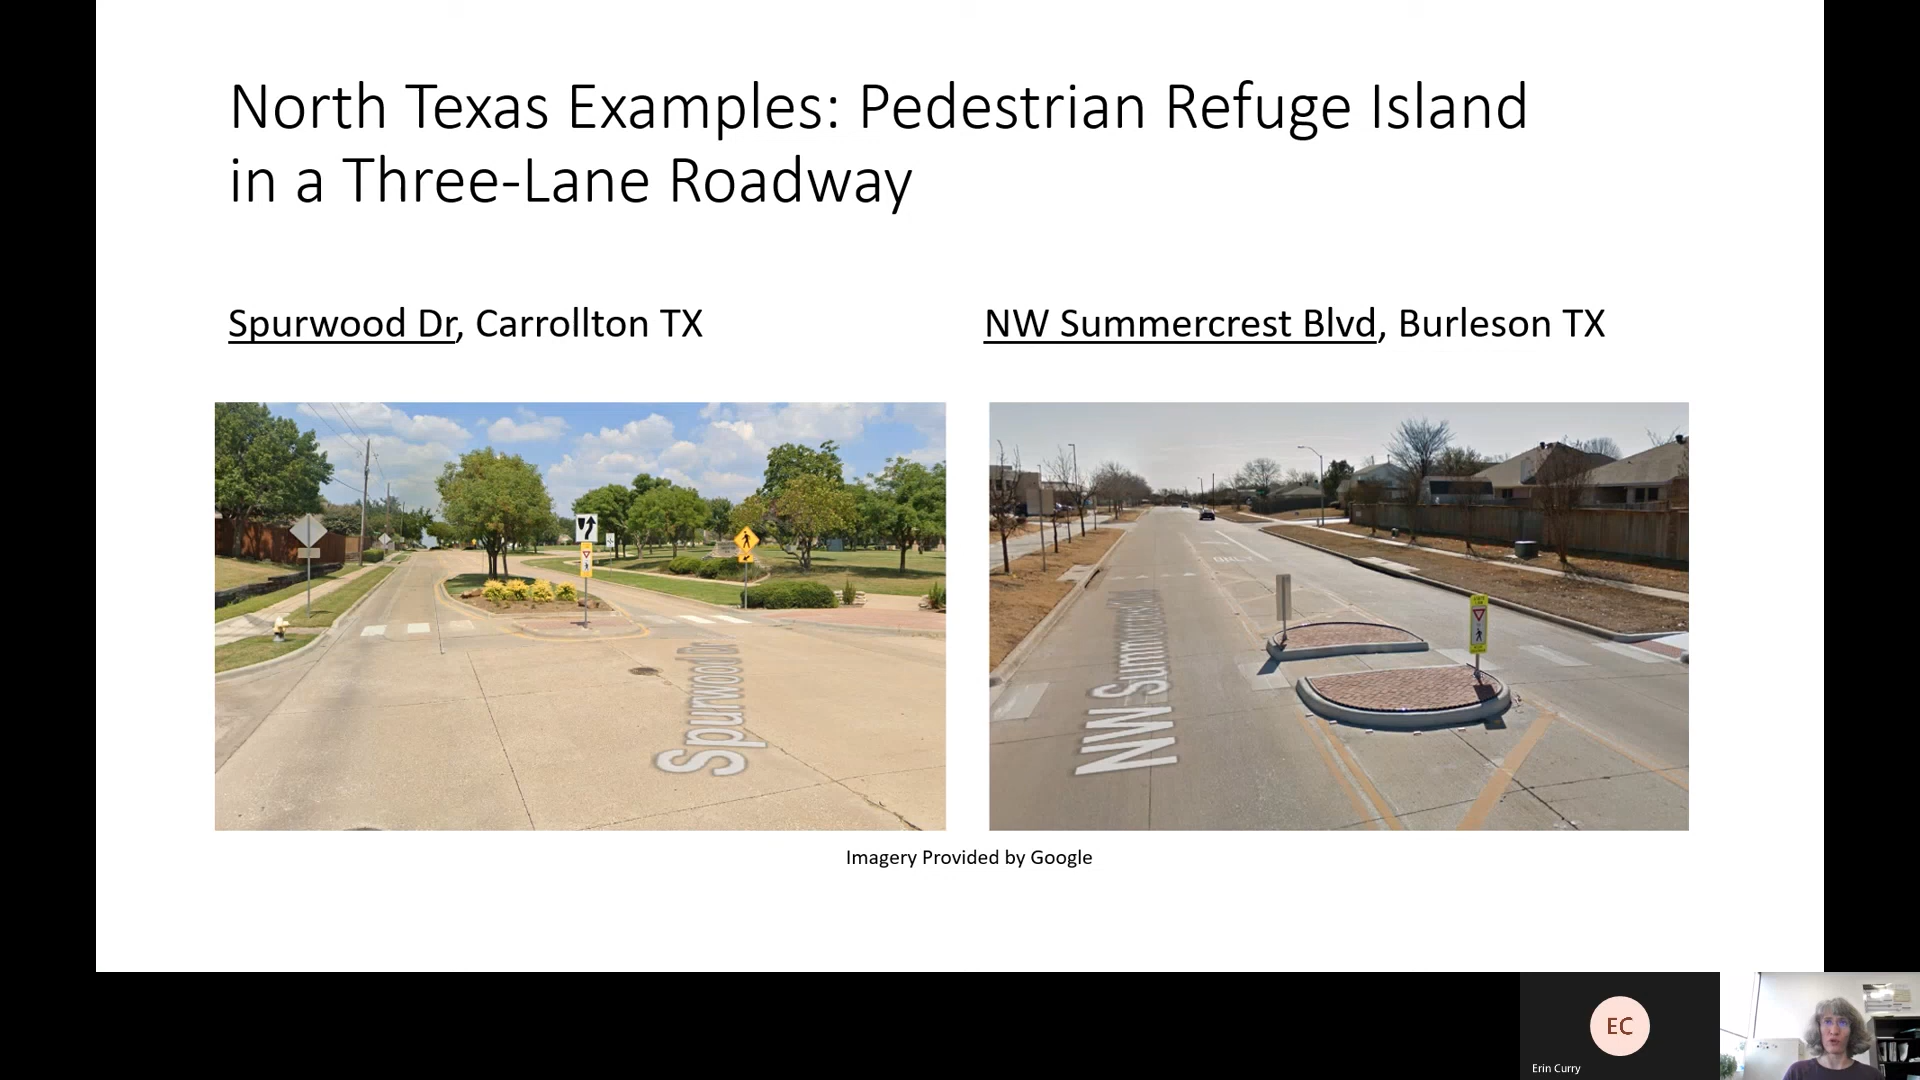 North Texas Examples: Pedestrian Refuge Island
in a Three-Lane Roadway
Spurwood Dr, Carrollton TX
NW Summercrest Blvd, Burleson TX
Spurwood Dr
ONLY
NW Summercrest
Imagery Provided by Google
EC
Erin Curry